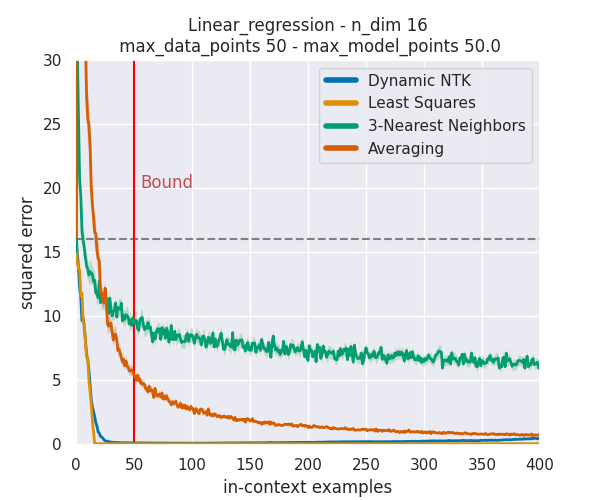 Linear_regression - n_dim 16
max_data_points 50 - max_model_points 50.0
30
25
20
15
10
5
0
squared error
Dynamic NTK
Least Squares
3-Nearest Neighbors
Averaging
Bound
0 50 100 150 200 250 300 350 400
in-context examples